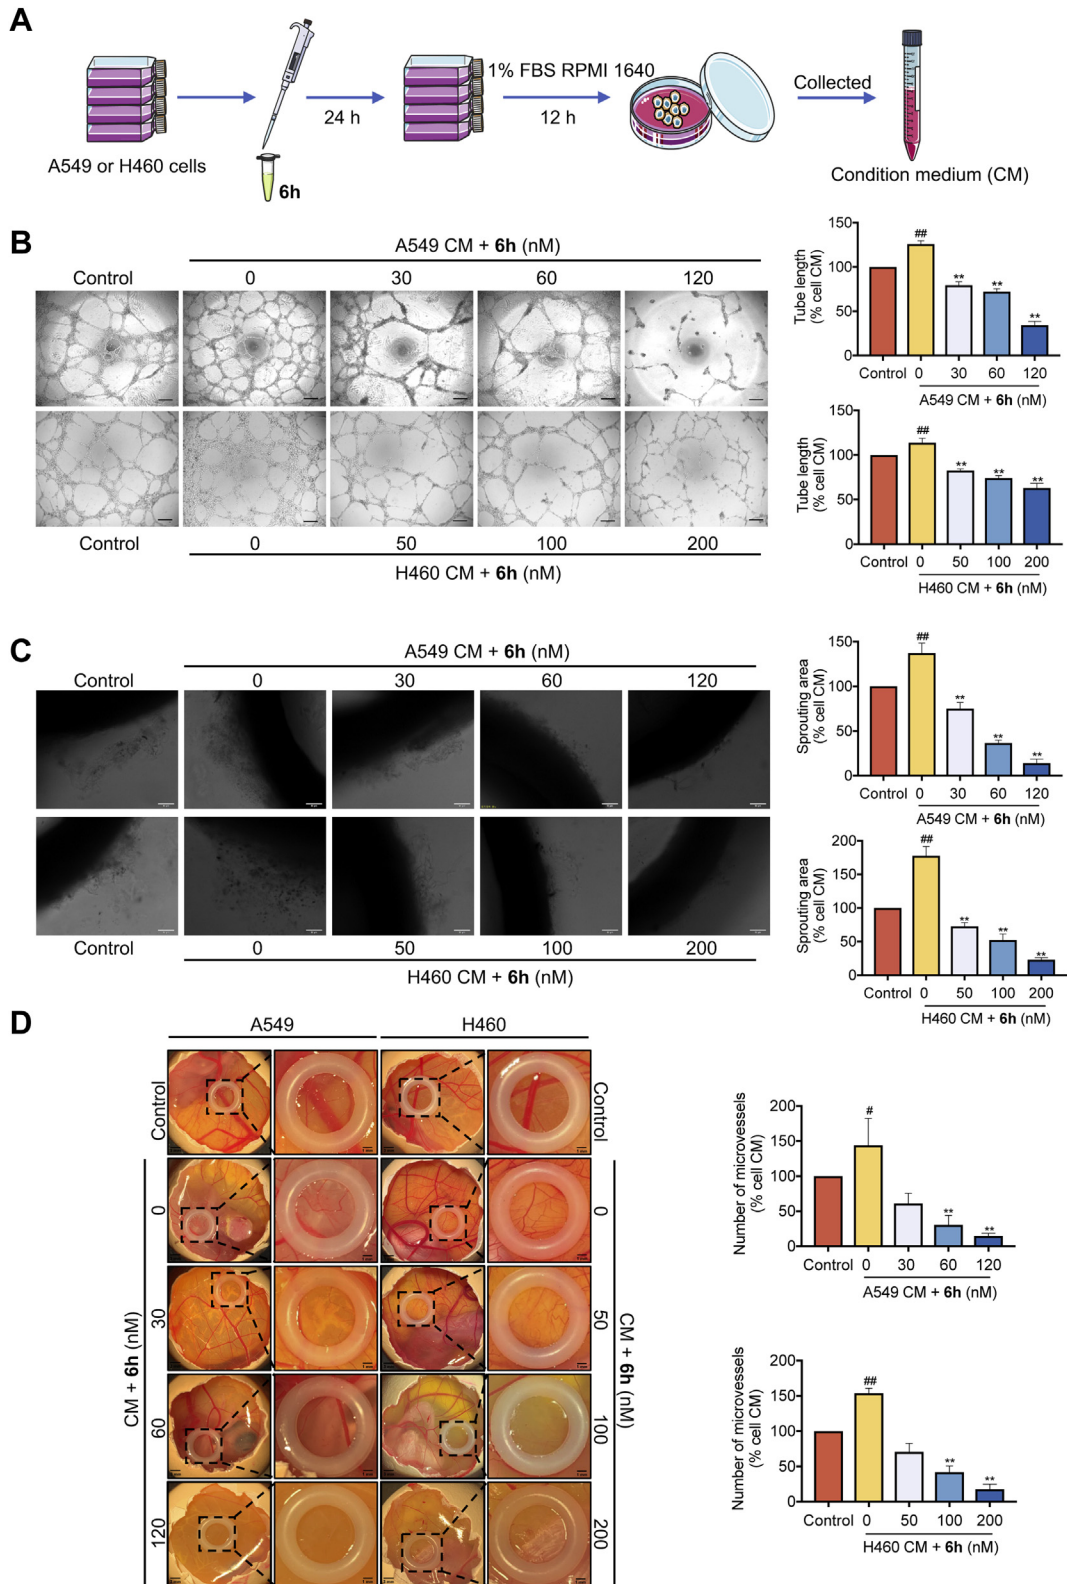 A
1% FBS RPMI 1640
24 h
12 h
Collected
A549 or H460 cells
6h
Condition medium (CM)
B
A549 CM + 6h (nM)
Control 0 30 60 120
Control 0 50 100 200
H460 CM + 6h (nM)
Tube length
(% cell CM)
150
100
50
0
##
**
**
**
Control 0 30 60 120
A549 CM + 6h (nM)
Tube length
(% cell CM)
150
100
50
0
##
**
**
**
Control 0 50 100 200
H460 CM + 6h (nM)
C
A549 CM + 6h (nM)
Control 0 30 60 120
Control 0 50 100 200
H460 CM + 6h (nM)
Sprouting area
(% cell CM)
150
100
50
0
##
**
**
**
Control 0 30 60 120
A549 CM + 6h (nM)
Sprouting area
(% cell CM)
200
150
100
50
0
##
**
**
**
Control 0 50 100 200
H460 CM + 6h (nM)
D
A549 H460
Control
0
30
60
120
CM + 6h (nM)
Control
0
50
100
200
CM + 6h (nM)
Number of microvessels
(% cell CM)
200
150
100
50
0
#
**
**
Control 0 30 60 120
A549 CM + 6h (nM)
Number of microvessels
(% cell CM)
200
150
100
50
0
##
**
**
Control 0 50 100 200
H460 CM + 6h (nM)